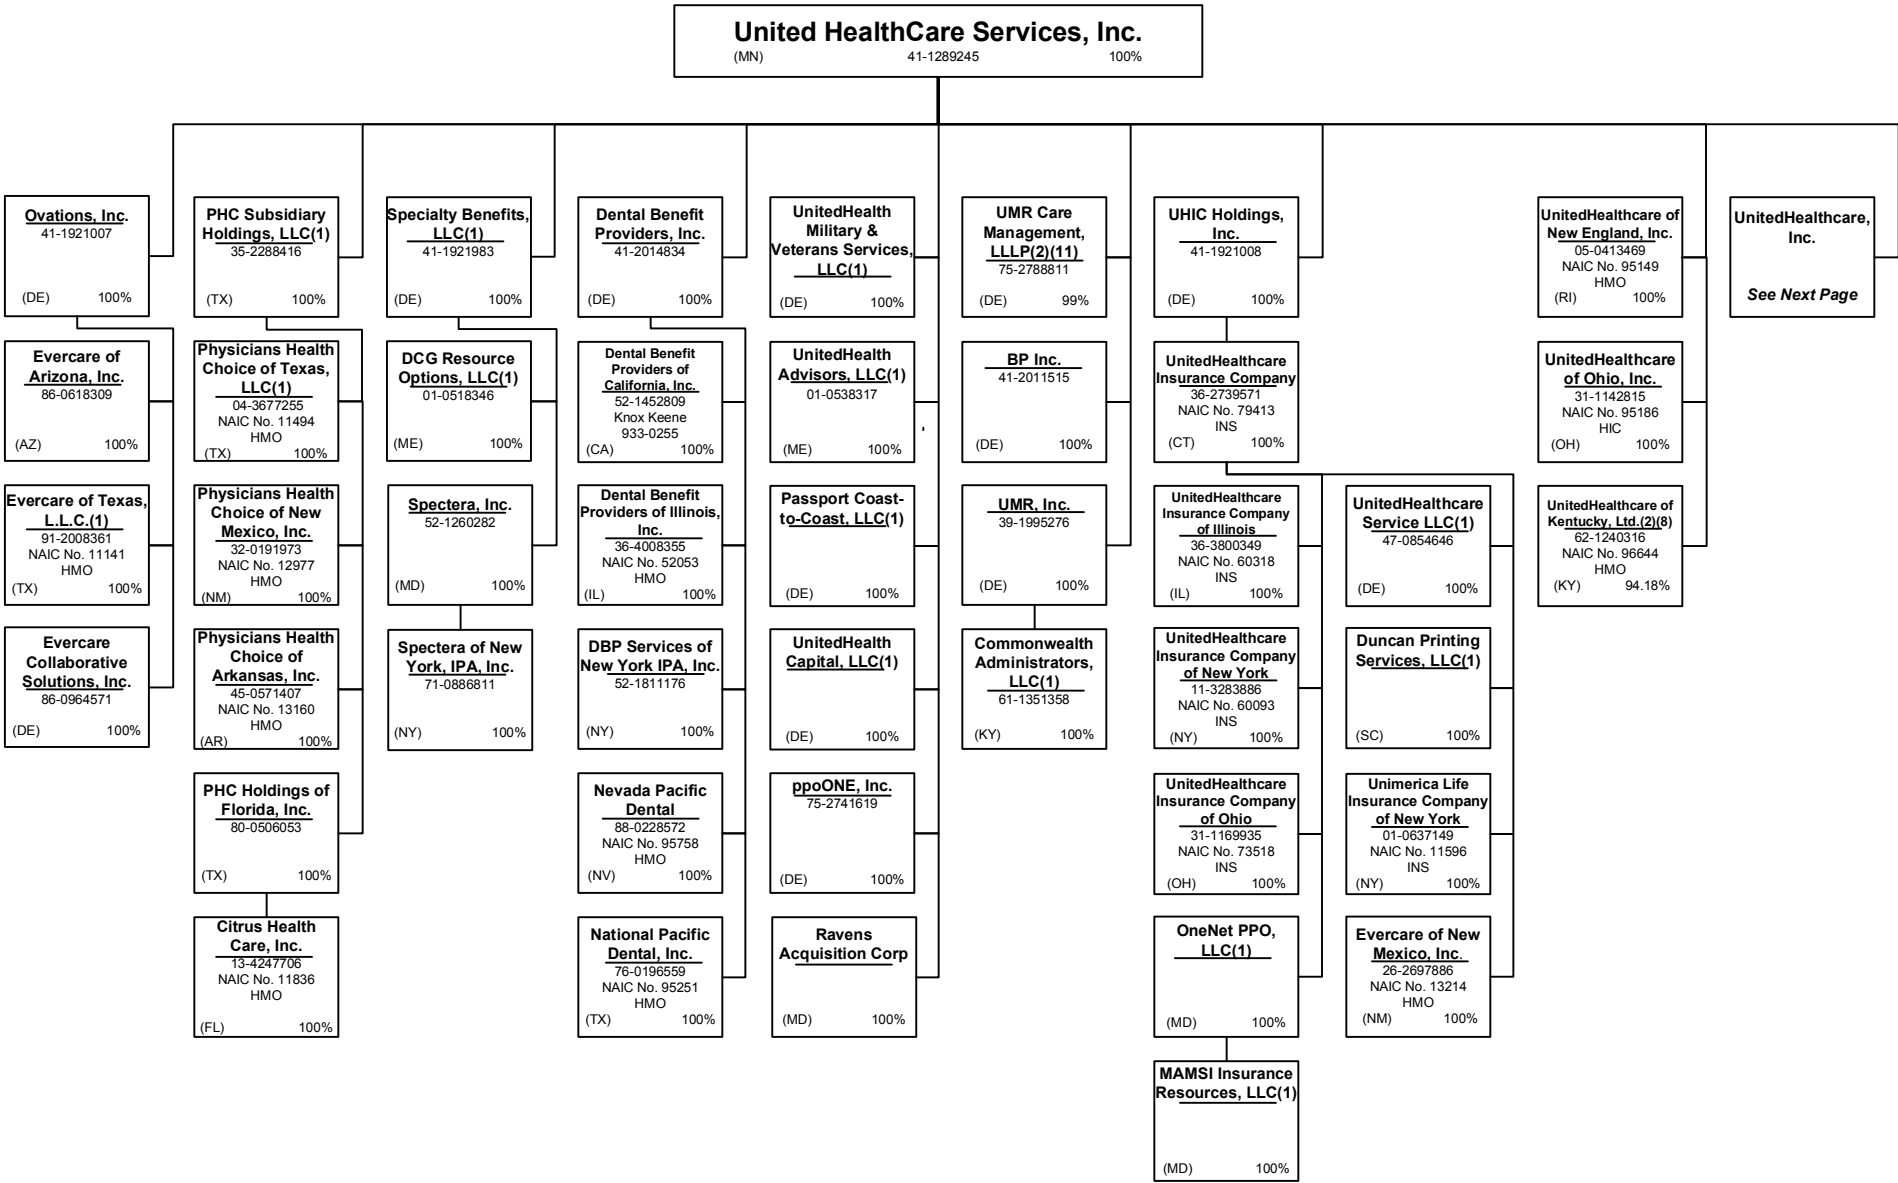 United HealthCare Services, Inc.
(MN) 41-1289245 100%
Ovations, Inc.
41-1921007
(DE) 100%
Evercare of
Arizona, Inc.
86-0618309
(AZ) 100%
Evercare of Texas,
L.L.C.(1)
91-2008361
NAIC No. 11141
HMO
(TX) 100%
Evercare
Collaborative
Solutions, Inc.
86-0964571
(DE) 100%
PHC Subsidiary
Holdings, LLC(1)
35-2288416
(TX) 100%
Physicians Health
Choice of Texas,
LLC(1)
04-3677255
NAIC No. 11494
HMO
(TX) 100%
Physicians Health
Choice of New
Mexico, Inc.
32-0191973
NAIC No. 12977
HMO
(NM) 100%
Physicians Health
Choice of
Arkansas, Inc.
45-0571407
NAIC No. 13160
HMO
(AR) 100%
PHC Holdings of
Florida, Inc.
80-0506053
(TX) 100%
Citrus Health
Care, Inc.
13-4247706
NAIC No. 11836
HMO
(FL) 100%
Specialty Benefits,
LLC(1)
41-1921983
(DE) 100%
DCG Resource
Options, LLC(1)
01-0518346
(ME) 100%
Spectera, Inc.
52-1260282
(MD) 100%
Spectera of New
York, IPA, Inc.
71-0886811
(NY) 100%
Dental Benefit
Providers, Inc.
41-2014834
(DE) 100%
Dental Benefit
Providers of
California, Inc.
52-1452809
Knox Keene
933-0255
(CA) 100%
Dental Benefit
Providers of Illinois,
Inc.
36-4008355
NAIC No. 52053
HMO
(IL) 100%
DBP Services of
New York IPA, Inc.
52-1811176
(NY) 100%
Nevada Pacific
Dental
88-0228572
NAIC No. 95758
HMO
(NV) 100%
National Pacific
Dental, Inc.
76-0196559
NAIC No. 95251
HMO
(TX) 100%
UnitedHealth
Military &
Veterans Services,
LLC(1)
(DE) 100%
UnitedHealth
Advisors, LLC(1)
01-0538317
(ME) 100%
Passport Coast-
to-Coast, LLC(1)
(DE) 100%
UnitedHealth
Capital, LLC(1)
(DE) 100%
ppoONE, Inc.
75-2741619
(DE) 100%
Ravens
Acquisition Corp
(MD) 100%
UMR Care
Management,
LLLP(2)(11)
75-2788811
(DE) 99%
BP Inc.
41-2011515
(DE) 100%
UMR, Inc.
39-1995276
(DE) 100%
Commonwealth
Administrators,
LLC(1)
61-1351358
(KY) 100%
UHIC Holdings,
Inc.
41-1921008
(DE) 100%
UnitedHealthcare
Insurance Company
36-2739571
NAIC No. 79413
INS
(CT) 100%
UnitedHealthcare
Insurance Company
of Illinois
36-3800349
NAIC No. 60318
INS
(IL) 100%
UnitedHealthcare
Insurance Company
of New York
11-3283886
NAIC No. 60093
INS
(NY) 100%
UnitedHealthcare
Insurance Company
of Ohio
31-1169935
NAIC No. 73518
INS
(OH) 100%
OneNet PPO,
LLC(1)
(MD) 100%
MAMSI Insurance
Resources, LLC(1)
(MD) 100%
UnitedHealthcare
Service LLC(1)
47-0854646
(DE) 100%
Duncan Printing
Services, LLC(1)
(SC) 100%
Unimerica Life
Insurance Company
of New York
01-0637149
NAIC No. 11596
INS
(NY) 100%
Evercare of New
Mexico, Inc.
26-2697886
NAIC No. 13214
HMO
(NM) 100%
UnitedHealthcare of
New England, Inc.
05-0413469
NAIC No. 95149
HMO
(RI) 100%
UnitedHealthcare
of Ohio, Inc.
31-1142815
NAIC No. 95186
HIC
(OH) 100%
UnitedHealthcare of
Kentucky, Ltd.(2)(8)
62-1240316
NAIC No. 96644
HMO
(KY) 94.18%
UnitedHealthcare,
Inc.
See Next Page